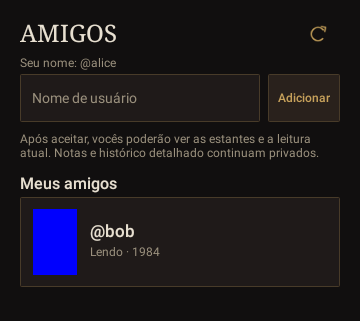 AMIGOS
Seu nome: @alice
Nome de usuário
Adicionar
Após aceitar, vocês poderão ver as estantes e a leitura
atual. Notas e histórico detalhado continuam privados.
Meus amigos
@bob
Lendo · 1984